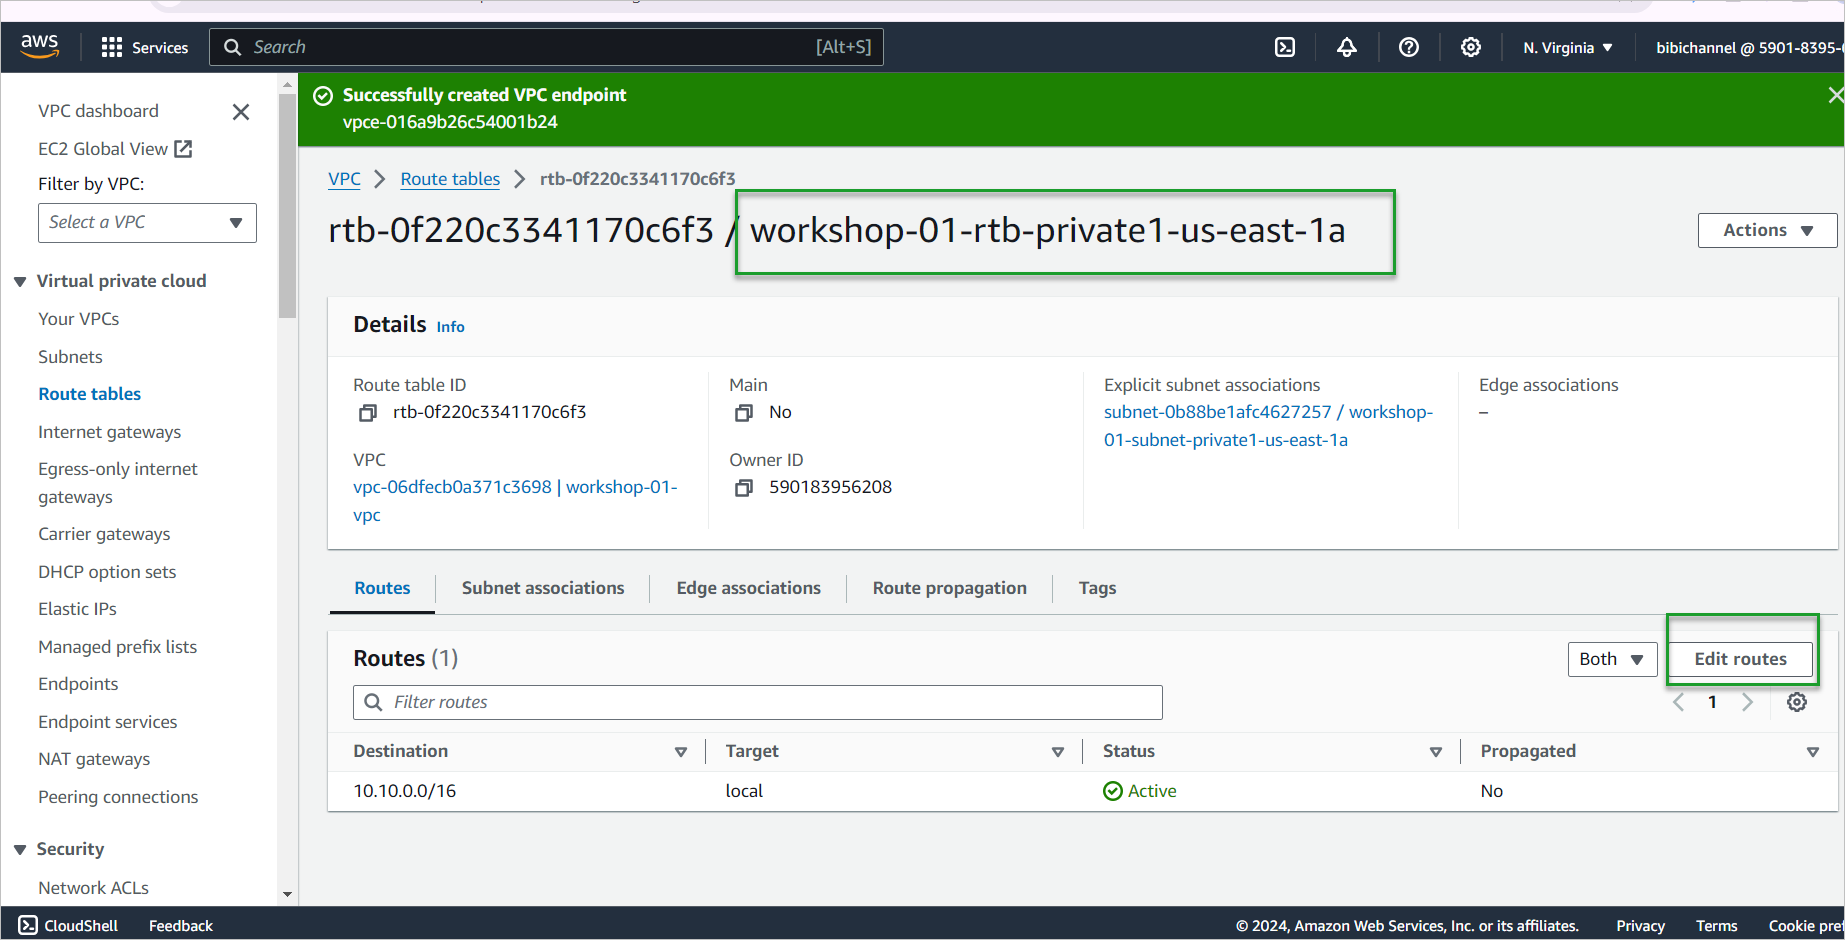 aws
Services
Search
[Alt+S]
N. Virginia
bibichannel @ 5901-8395-
VPC dashboard
EC2 Global View
Filter by VPC:
Select a VPC
Virtual private cloud
Your VPCs
Subnets
Route tables
Internet gateways
Egress-only internet
gateways
Carrier gateways
DHCP option sets
Elastic IPs
Managed prefix lists
Endpoints
Endpoint services
NAT gateways
Peering connections
Security
Network ACLs
Successfully created VPC endpoint
vpce-016a9b26c54001b24
VPC
Route tables
rtb-0f220c3341170c6f3
rtb-0f220c3341170c6f3 / workshop-01-rtb-private1-us-east-1a
Actions
Details Info
Route table ID
rtb-0f220c3341170c6f3
Main
No
Explicit subnet associations
subnet-0b88be1afc4627257 / workshop-
01-subnet-private1-us-east-1a
Edge associations
–
VPC
vpc-06dfecb0a371c3698 | workshop-01-
vpc
Owner ID
590183956208
Routes
Subnet associations
Edge associations
Route propagation
Tags
Routes (1)
Both
Edit routes
Filter routes
1
Destination
Target
Status
Propagated
10.10.0.0/16
local
Active
No
CloudShell
Feedback
© 2024, Amazon Web Services, Inc. or its affiliates.
Privacy
Terms
Cookie pre